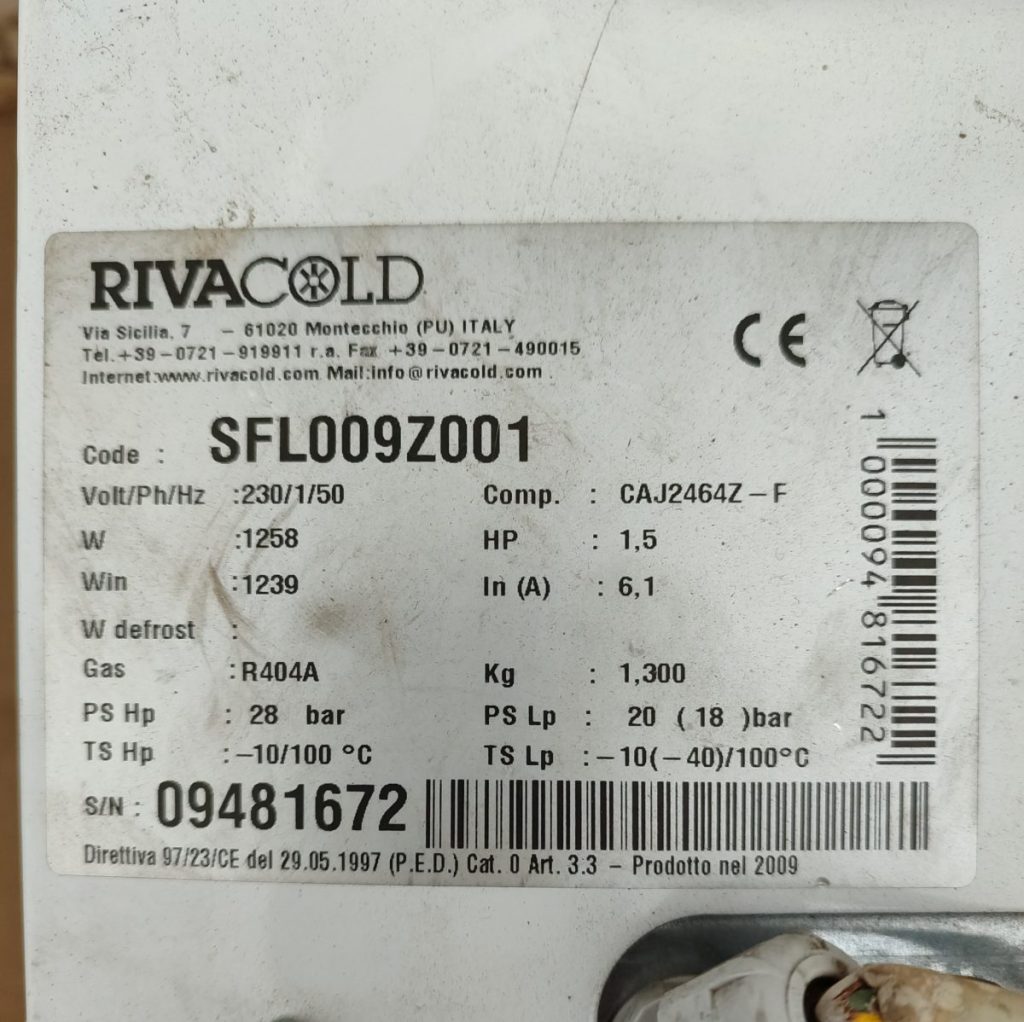 RIVACOLD
Via Sicilia, 7 – 61020 Montecchio (PU) ITALY
Tel.+39–0721–919911 r.a. Fax +39–0721–490015
Internet:www.rivacold.com Mail:info@rivacold.com
CE
Code : SFL009Z001
Volt/Ph/Hz :230/1/50 Comp. : CAJ2464Z–F
W :1258 HP : 1,5
Win :1239 In (A) : 6,1
W defrost :
Gas :R404A Kg : 1,300
PS Hp : 28 bar PS Lp : 20 ( 18 )bar
TS Hp :–10/100 °C TS Lp :–10(–40)/100°C
S/N : 09481672
Direttiva 97/23/CE del 29.05.1997 (P.E.D.) Cat. 0 Art. 3.3 – Prodotto nel 2009
1 000094 816722